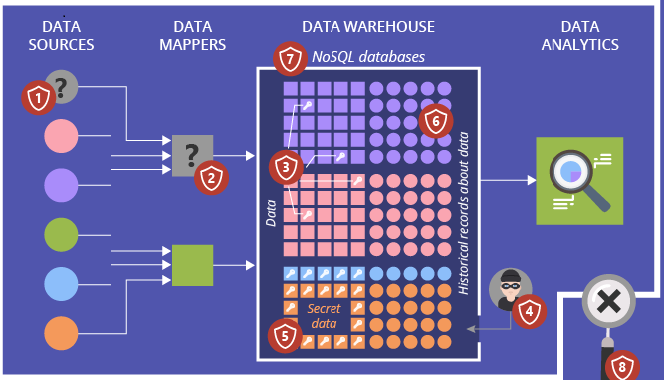 DATA
SOURCES
DATA
MAPPERS
DATA WAREHOUSE
DATA
ANALYTICS
7
NoSQL databases
1
?
6
?
2
3
Data
Historical records about data
Secret
data
5
4
8